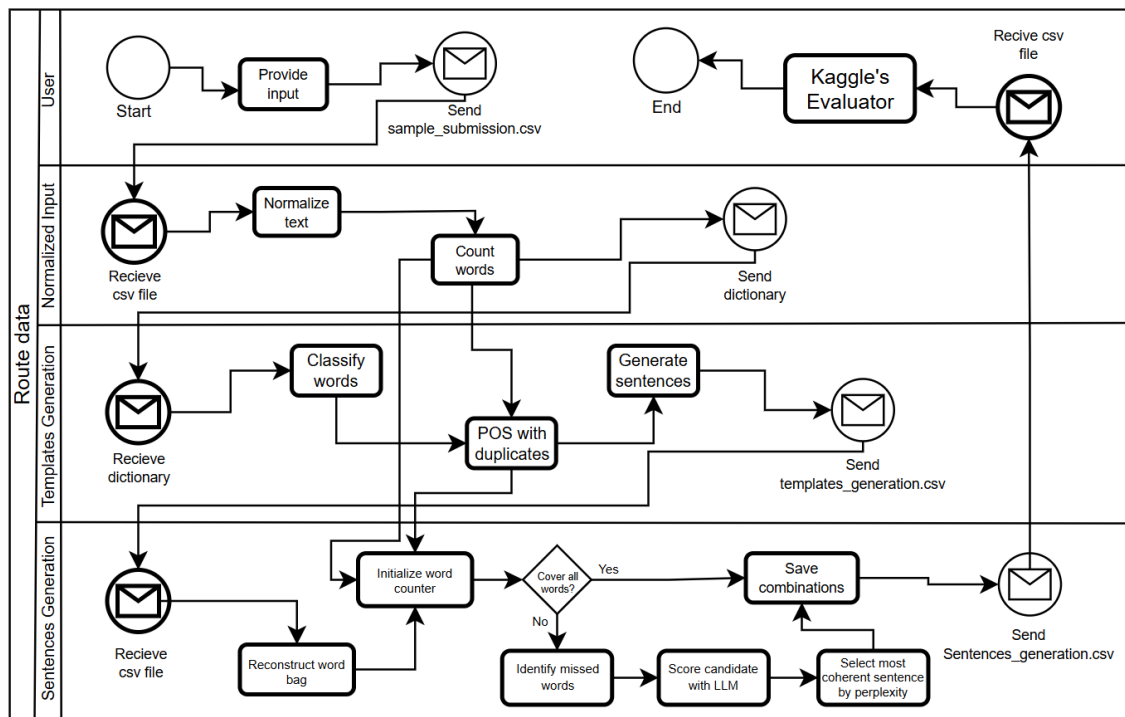 Route data
User
Start
Provide
input
Send
sample_submission.csv
End
Kaggle's
Evaluator
Recive csv
file
Normalized Input
Recieve
csv file
Normalize
text
Count
words
Send
dictionary
Templates Generation
Recieve
dictionary
Classify
words
POS with
duplicates
Generate
sentences
Send
templates_generation.csv
Sentences Generation
Recieve
csv file
Reconstruct word
bag
Initialize word
counter
Cover all
words?
Yes
No
Identify missed
words
Score candidate
with LLM
Select most
coherent sentence
by perplexity
Save
combinations
Send
Sentences_generation.csv